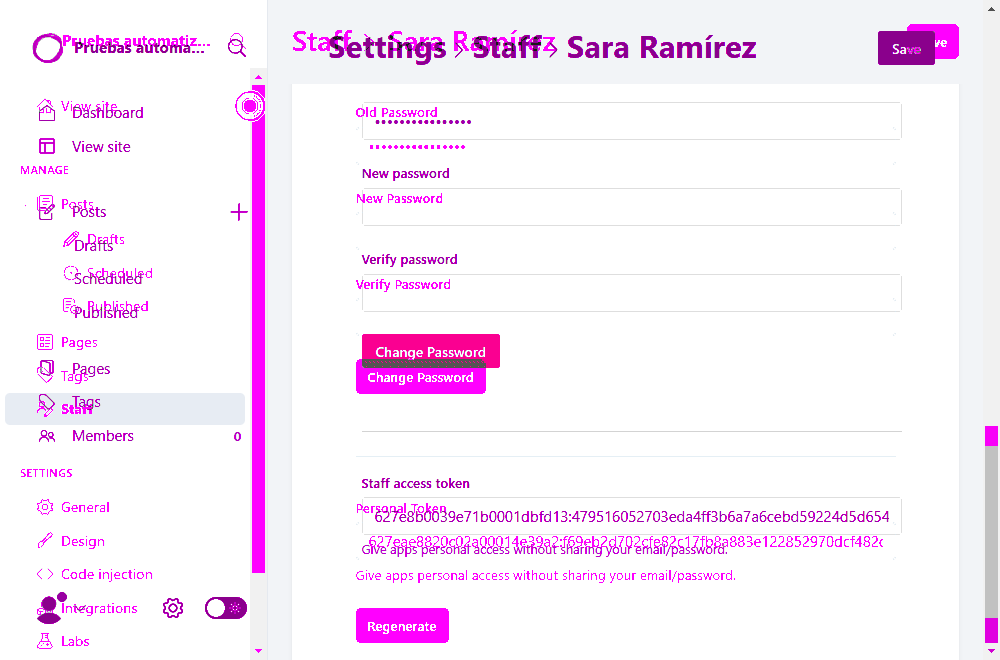 Pruebas automatiz...
Pruebas automa...
Staff › Sara Ramírez
Settings › Staff › Sara Ramírez
Save
Save
View site
Dashboard
View site
MANAGE
Posts
Posts
Drafts
Drafts
Scheduled
Scheduled
Published
Published
Pages
Pages
Tags
Tags
Staff
Members
0
SETTINGS
General
Design
Code injection
Integrations
Labs
Old Password
New password
New Password
Verify password
Verify Password
Change Password
Change Password
Staff access token
Personal Token
627e8b0039e71b0001dbfd13:479516052703eda4ff3b6a7a6cebd59224d5d654
Give apps personal access without sharing your email/password.
Give apps personal access without sharing your email/password.
Regenerate